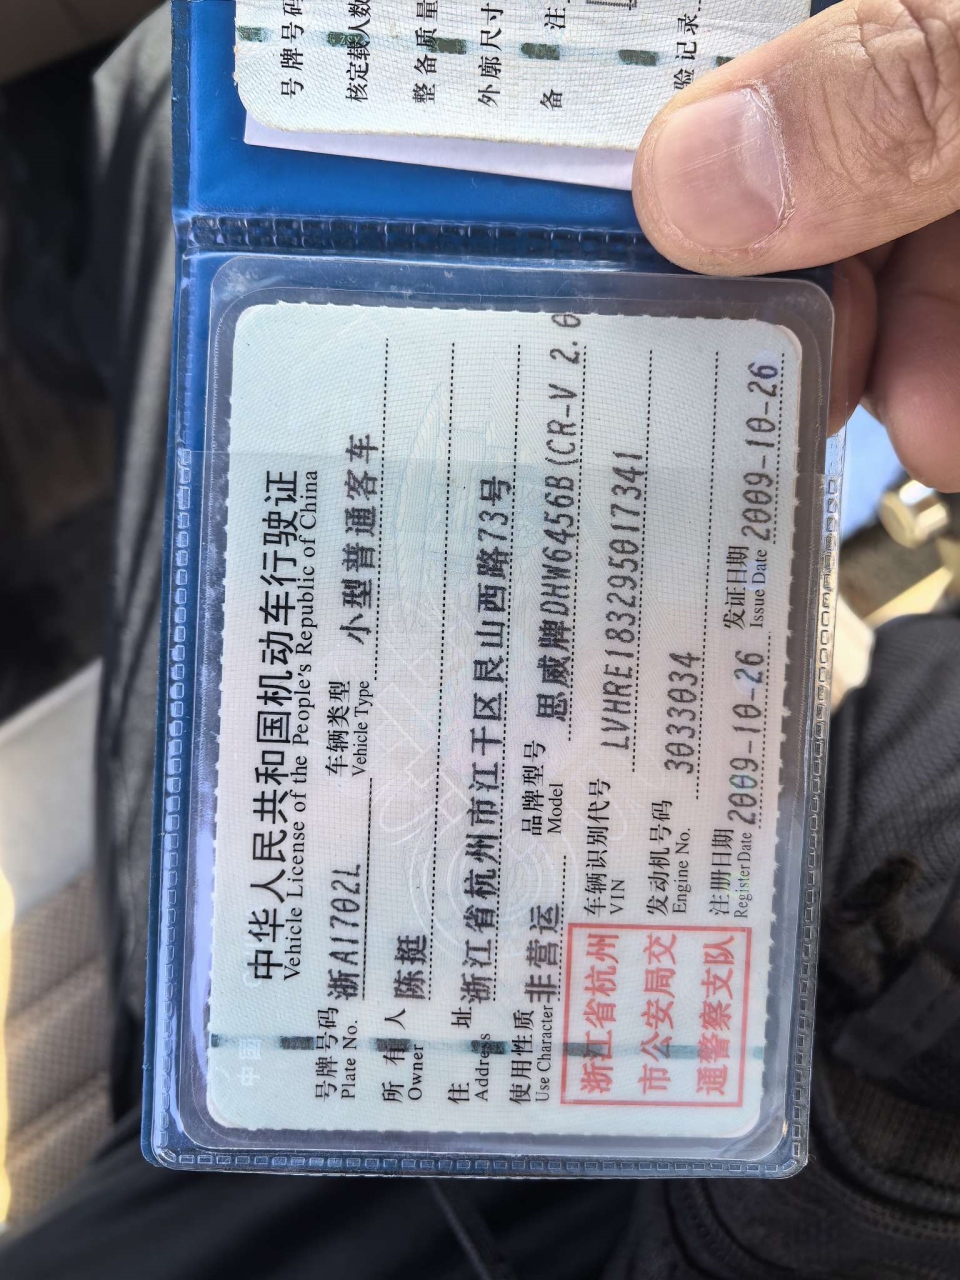 号牌号码
核定载人数
整备质量
外廓尺寸
备 注
验记录
中华人民共和国机动车行驶证
Vehicle License of the People's Republic of China
号牌号码 浙A1702L 车辆类型 小型普通客车
Plate No. Vehicle Type
所有人 陈挺
Owner
住 址 浙江省杭州市江干区艮山西路73号
Address
使用性质 非营运 品牌型号 思威牌DHW6456B(CR-V 2.0
Use Character Model
浙江省杭州
市公安局交
通警察支队
车辆识别代号 LVHRE183295017341
VIN
发动机号码 3033034
Engine No.
注册日期 2009-10-26 发证日期 2009-10-26
Register Date Issue Date